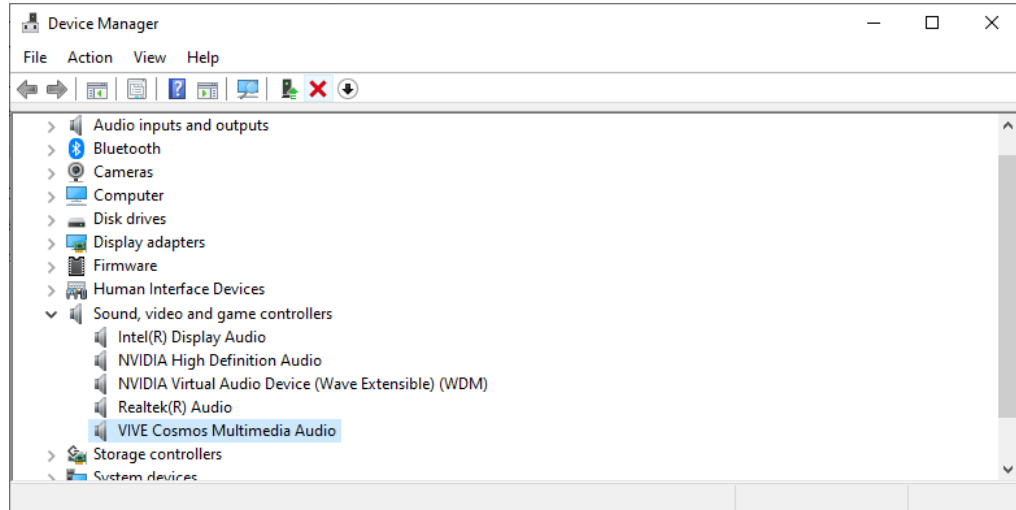 Device Manager
File Action View Help
Audio inputs and outputs
Bluetooth
Cameras
Computer
Disk drives
Display adapters
Firmware
Human Interface Devices
Sound, video and game controllers
Intel(R) Display Audio
NVIDIA High Definition Audio
NVIDIA Virtual Audio Device (Wave Extensible) (WDM)
Realtek(R) Audio
VIVE Cosmos Multimedia Audio
Storage controllers
System devices